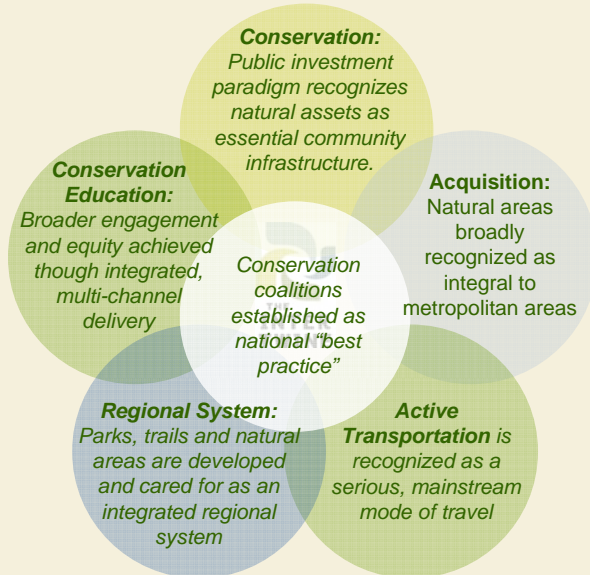 Conservation:
Public investment
paradigm recognizes
natural assets as
essential community
infrastructure.
Conservation
Education:
Broader engagement
and equity achieved
though integrated,
multi-channel
delivery
Acquisition:
Natural areas
broadly
recognized as
integral to
metropolitan areas
Conservation
coalitions
established as
national “best
practice”
THE
INTER
TWINE
Regional System:
Parks, trails and natural
areas are developed
and cared for as an
integrated regional
system
Active
Transportation is
recognized as a
serious, mainstream
mode of travel